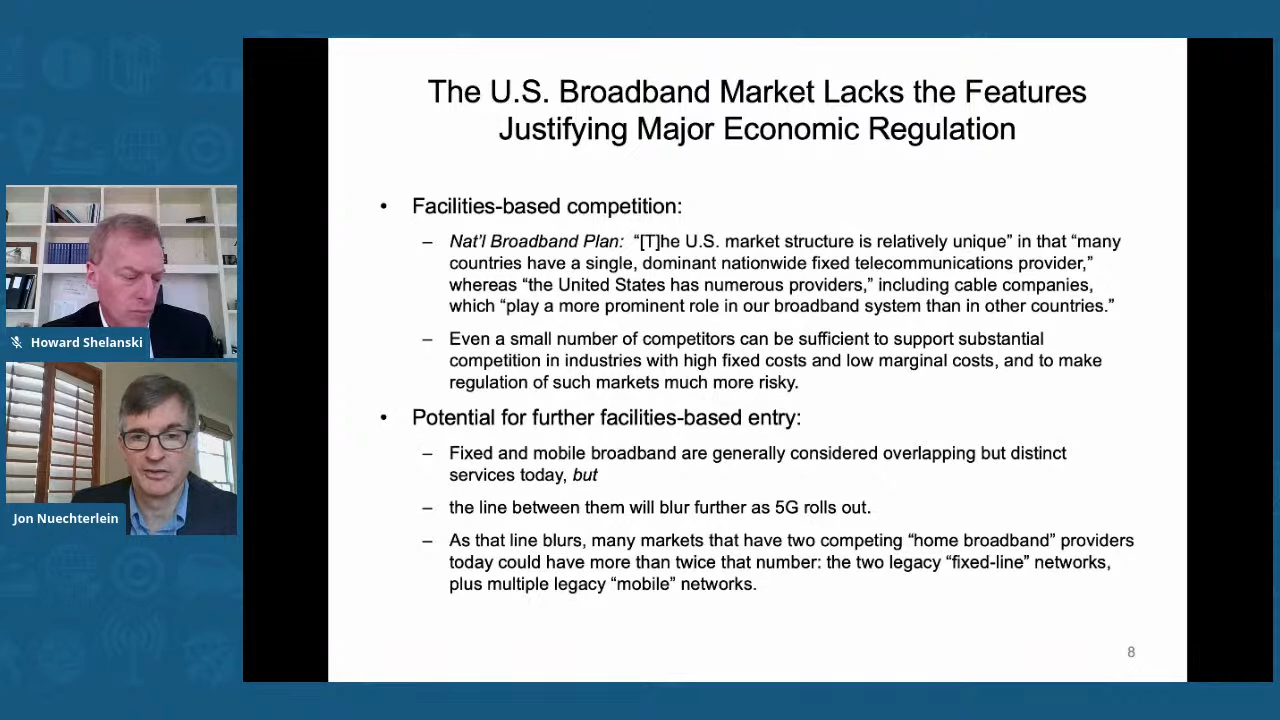 The U.S. Broadband Market Lacks the Features
Justifying Major Economic Regulation
• Facilities-based competition:
– Nat’l Broadband Plan: “[T]he U.S. market structure is relatively unique” in that “many
countries have a single, dominant nationwide fixed telecommunications provider,”
whereas “the United States has numerous providers,” including cable companies,
which “play a more prominent role in our broadband system than in other countries.”
– Even a small number of competitors can be sufficient to support substantial
competition in industries with high fixed costs and low marginal costs, and to make
regulation of such markets much more risky.
• Potential for further facilities-based entry:
– Fixed and mobile broadband are generally considered overlapping but distinct
services today, but
– the line between them will blur further as 5G rolls out.
– As that line blurs, many markets that have two competing “home broadband” providers
today could have more than twice that number: the two legacy “fixed-line” networks,
plus multiple legacy “mobile” networks.
8
Howard Shelanski
Jon Nuechterlein